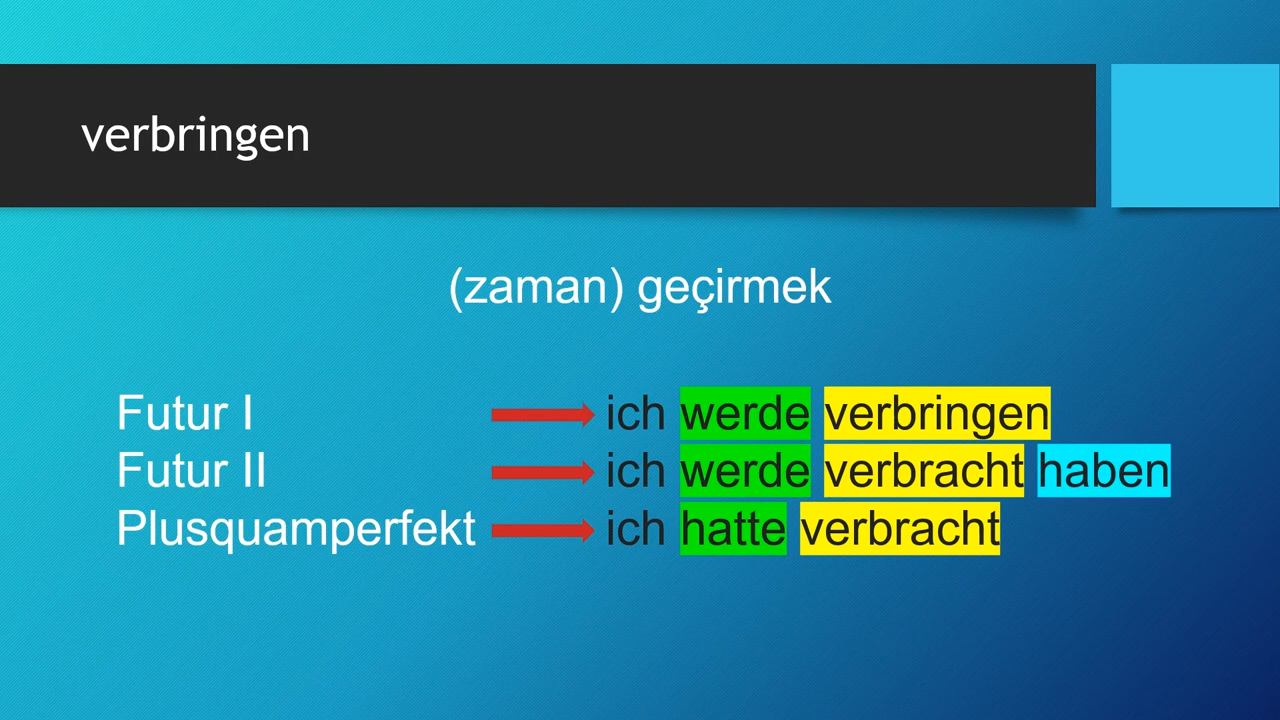 verbringen
(zaman) geçirmek
Futur I ich werde verbringen
Futur II ich werde verbracht haben
Plusquamperfekt ich hatte verbracht